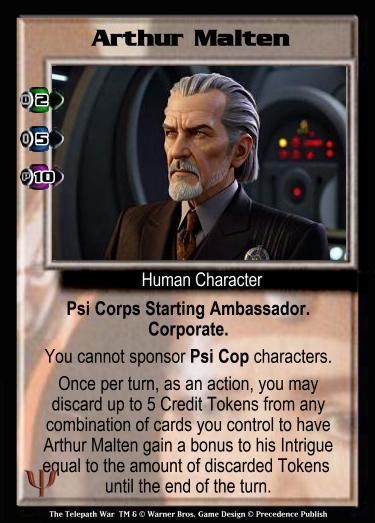 Arthur Malten
D 2
I 5
P 10
Human Character
Psi Corps Starting Ambassador.
Corporate.
You cannot sponsor Psi Cop characters.
Once per turn, as an action, you may
discard up to 5 Credit Tokens from any
combination of cards you control to have
Arthur Malten gain a bonus to his Intrigue
equal to the amount of discarded Tokens
until the end of the turn.
The Telepath War TM & © Warner Bros. Game Design © Precedence Publish